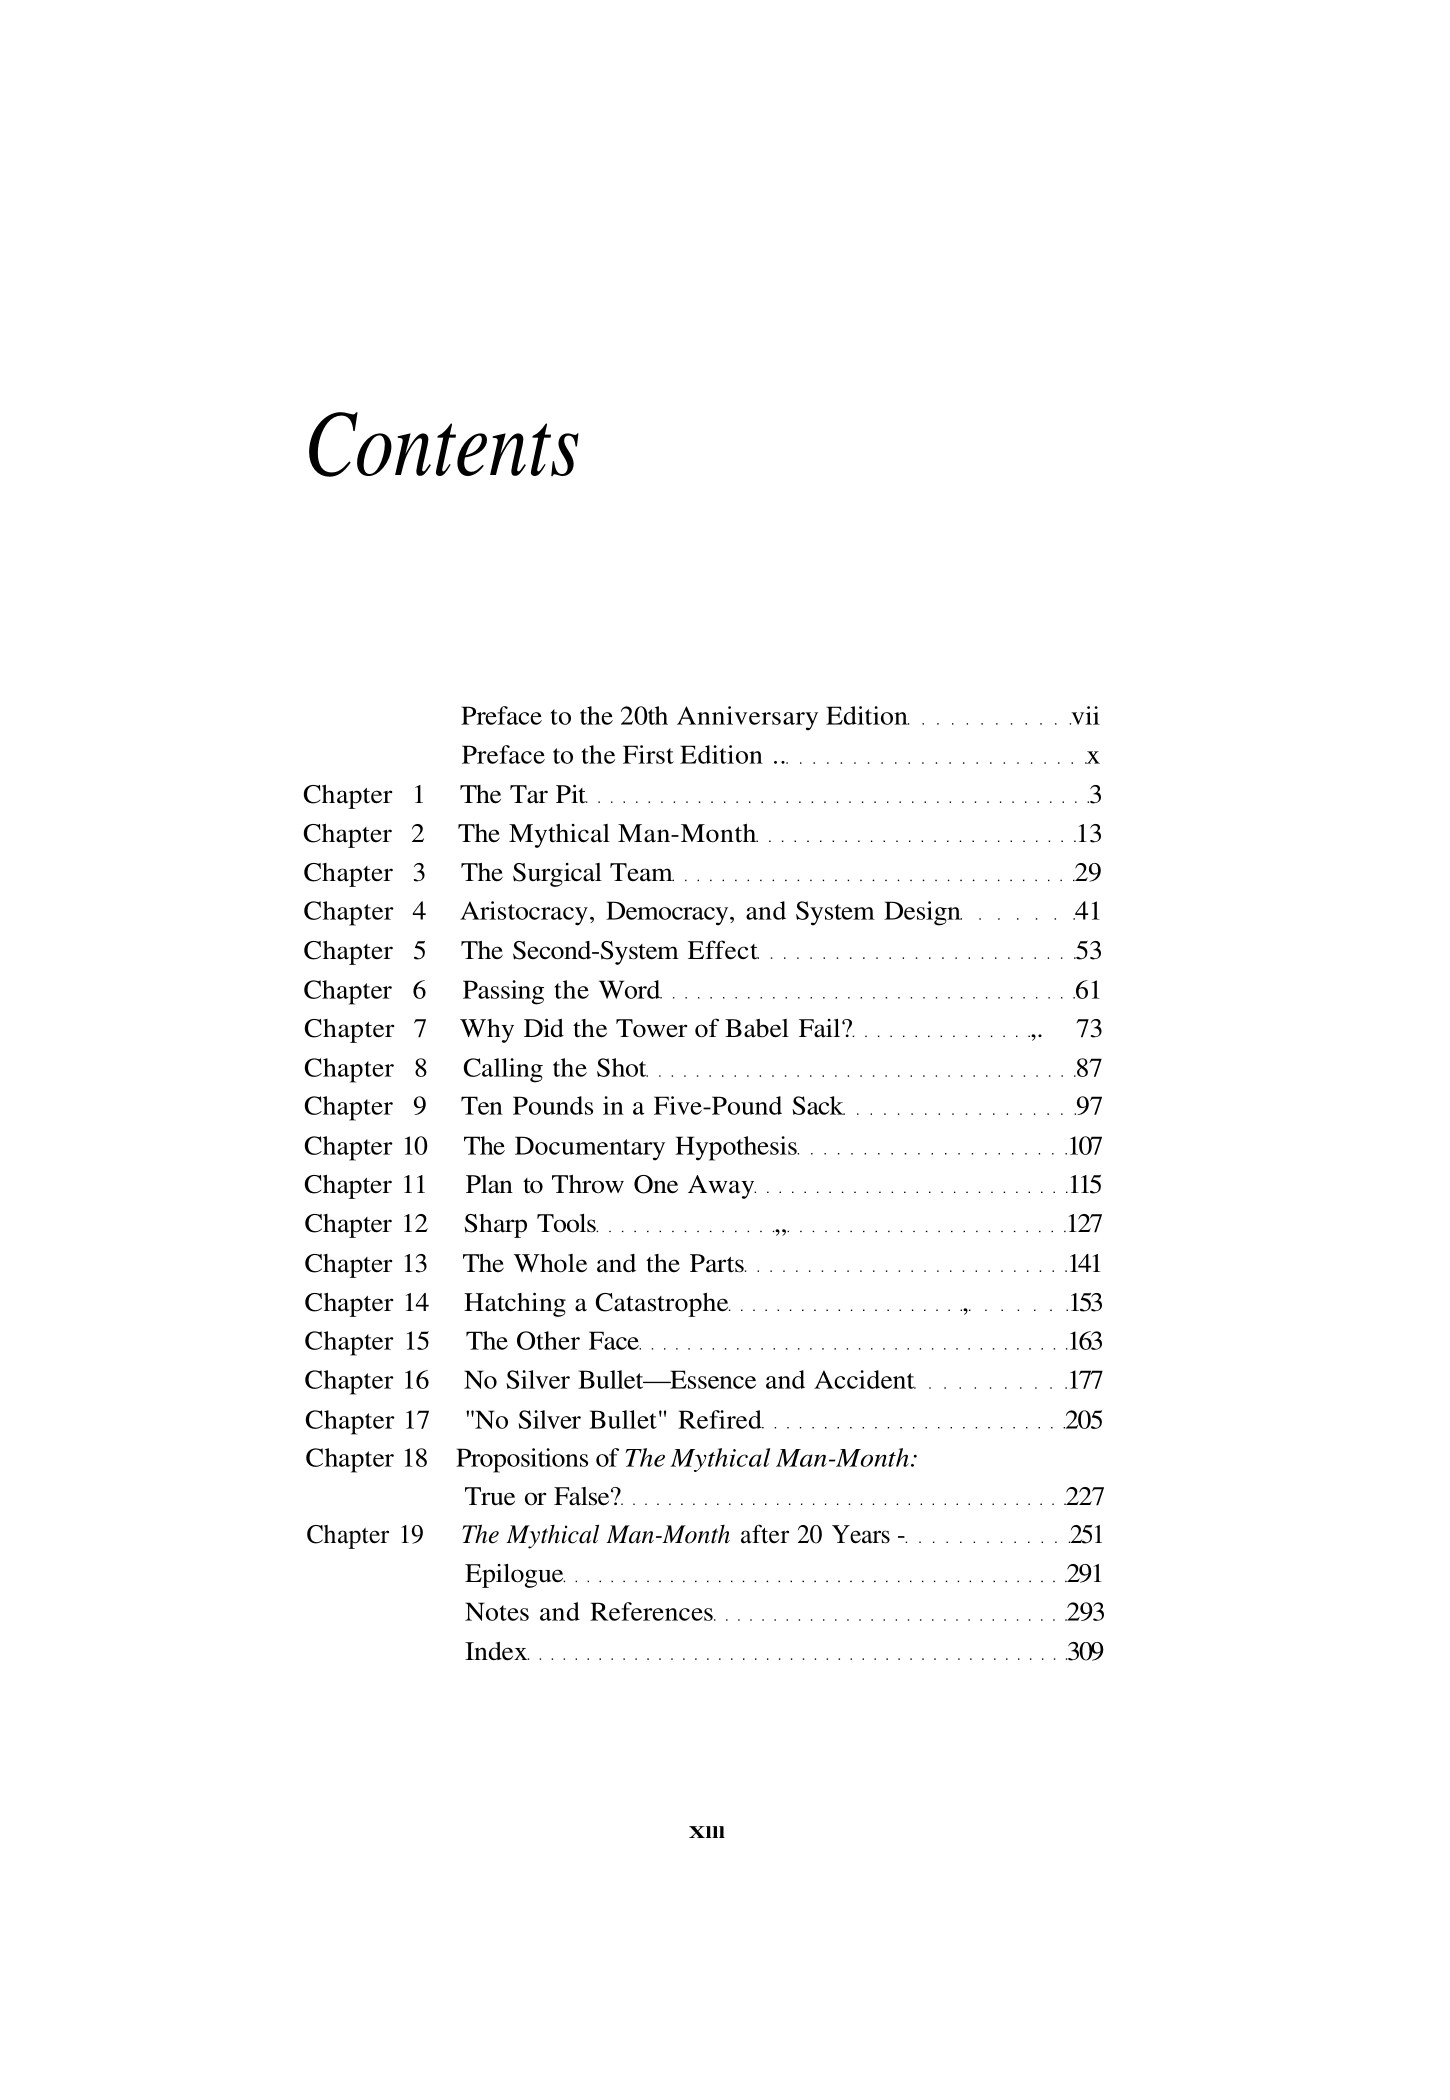 Contents
Preface to the 20th Anniversary Edition . . . . . . . . . . . . vii
Preface to the First Edition .. . . . . . . . . . . . . . . . . . . . . . . . x
Chapter 1 The Tar Pit . . . . . . . . . . . . . . . . . . . . . . . . . . . . . . . . . . . . . . 3
Chapter 2 The Mythical Man-Month . . . . . . . . . . . . . . . . . . . . . . . . . . 13
Chapter 3 The Surgical Team . . . . . . . . . . . . . . . . . . . . . . . . . . . . . . . 29
Chapter 4 Aristocracy, Democracy, and System Design . . . . . . . 41
Chapter 5 The Second-System Effect . . . . . . . . . . . . . . . . . . . . . . . . 53
Chapter 6 Passing the Word . . . . . . . . . . . . . . . . . . . . . . . . . . . . . . . . 61
Chapter 7 Why Did the Tower of Babel Fail? . . . . . . . . . . . . . . ,. 73
Chapter 8 Calling the Shot . . . . . . . . . . . . . . . . . . . . . . . . . . . . . . . . . 87
Chapter 9 Ten Pounds in a Five-Pound Sack . . . . . . . . . . . . . . . . . 97
Chapter 10 The Documentary Hypothesis . . . . . . . . . . . . . . . . . . . . . 107
Chapter 11 Plan to Throw One Away . . . . . . . . . . . . . . . . . . . . . . . . . 115
Chapter 12 Sharp Tools . . . . . . . . . . . . . . ,, . . . . . . . . . . . . . . . . . . . . . . 127
Chapter 13 The Whole and the Parts . . . . . . . . . . . . . . . . . . . . . . . . . 141
Chapter 14 Hatching a Catastrophe . . . . . . . . . . . . . . . . . . . , . . . . . . . 153
Chapter 15 The Other Face . . . . . . . . . . . . . . . . . . . . . . . . . . . . . . . . . . 163
Chapter 16 No Silver Bullet—Essence and Accident . . . . . . . . . . . 177
Chapter 17 "No Silver Bullet" Refired . . . . . . . . . . . . . . . . . . . . . . . . 205
Chapter 18 Propositions of The Mythical Man-Month:
True or False? . . . . . . . . . . . . . . . . . . . . . . . . . . . . . . . . . . . 227
Chapter 19 The Mythical Man-Month after 20 Years - . . . . . . . . . . . . . 251
Epilogue . . . . . . . . . . . . . . . . . . . . . . . . . . . . . . . . . . . . . . . . 291
Notes and References . . . . . . . . . . . . . . . . . . . . . . . . . . . . 293
Index . . . . . . . . . . . . . . . . . . . . . . . . . . . . . . . . . . . . . . . . . . . 309
xiii